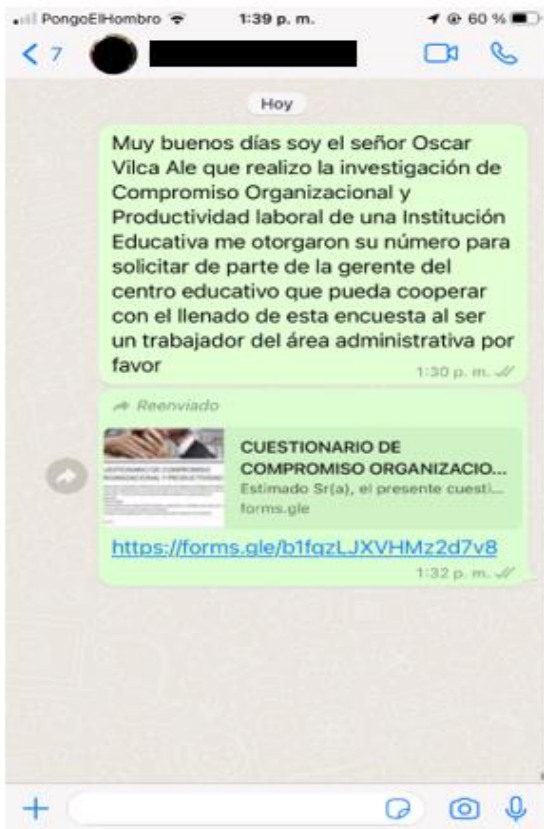 PongoElHombro 1:39 p. m. 60 %
7
Hoy
Muy buenos días soy el señor Oscar
Vilca Ale que realizo la investigación de
Compromiso Organizacional y
Productividad laboral de una Institución
Educativa me otorgaron su número para
solicitar de parte de la gerente del
centro educativo que pueda cooperar
con el llenado de esta encuesta al ser
un trabajador del área administrativa por
favor
1:30 p. m.
Reenviado
CUESTIONARIO DE
COMPROMISO ORGANIZACIO...
Estimado Sr(a), el presente cuesti...
forms.gle
https://forms.gle/b1fqzLJXVHMz2d7v8
1:32 p. m.